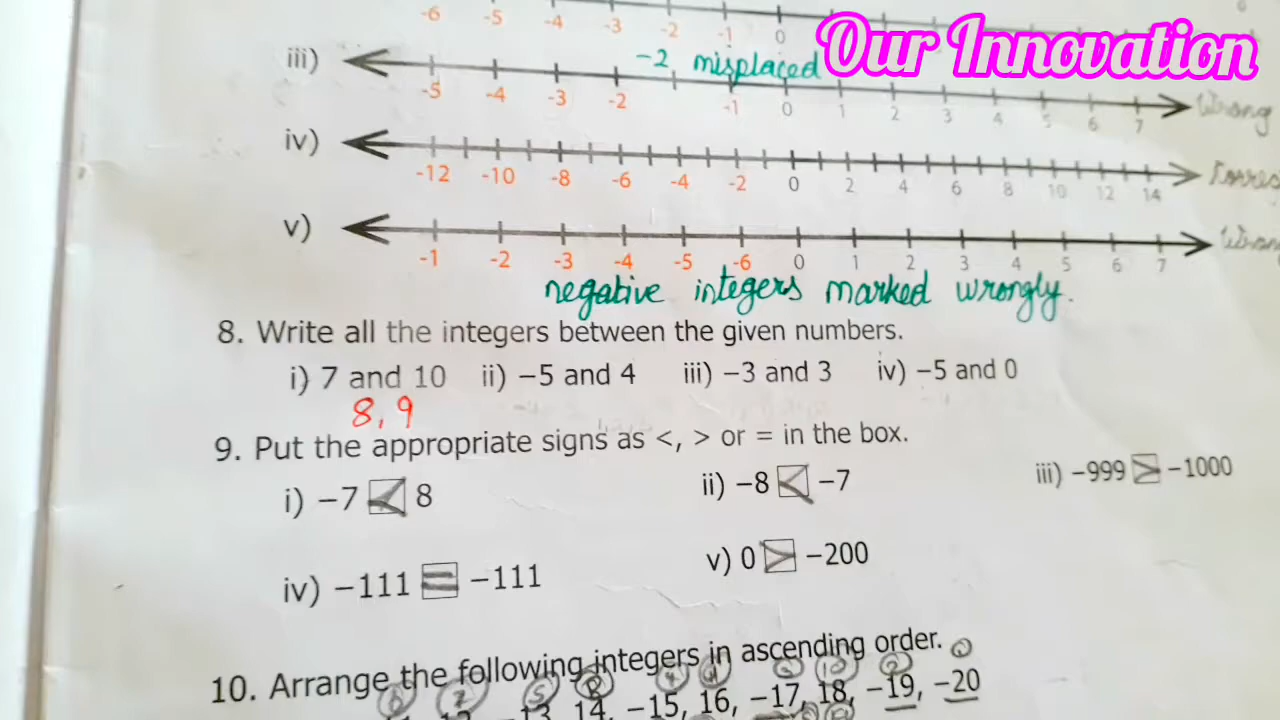 -6 -5 -4 -3 -2 -1 0
Our Innovation
-2 misplaced
iii) -5 -4 -3 -2 -1 0 1 2 3 4 5 6 7 Wrong
iv) -12 -10 -8 -6 -4 -2 0 2 4 6 8 10 12 14
v) -1 -2 -3 -4 -5 -6 0 1 2 3 4 5 6 7
negative integers marked wrongly.
8. Write all the integers between the given numbers.
i) 7 and 10 ii) −5 and 4 iii) −3 and 3 iv) −5 and 0
8, 9
9. Put the appropriate signs as <, > or = in the box.
i) −7 < 8 ii) −8 < −7 iii) −999 > −1000
iv) −111 = −111 v) 0 > −200
10. Arrange the following integers in ascending order.
14, −15, 16, −17, 18, −19, −20